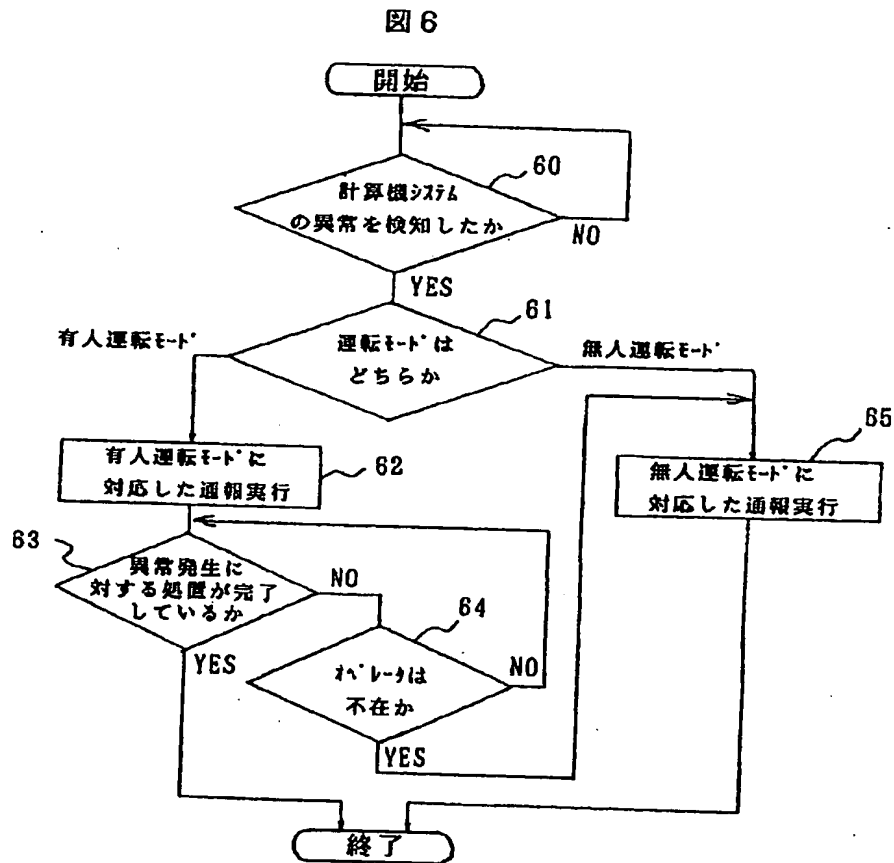 図6
開始
計算機システム
の異常を検知したか
60
NO
YES
61
運転モードは
どちらか
有人運転モード
無人運転モード
有人運転モードに
対応した通報実行
62
無人運転モードに
対応した通報実行
65
63
異常発生に
対する処置が完了
しているか
NO
YES
64
オペレータは
不在か
NO
YES
終了